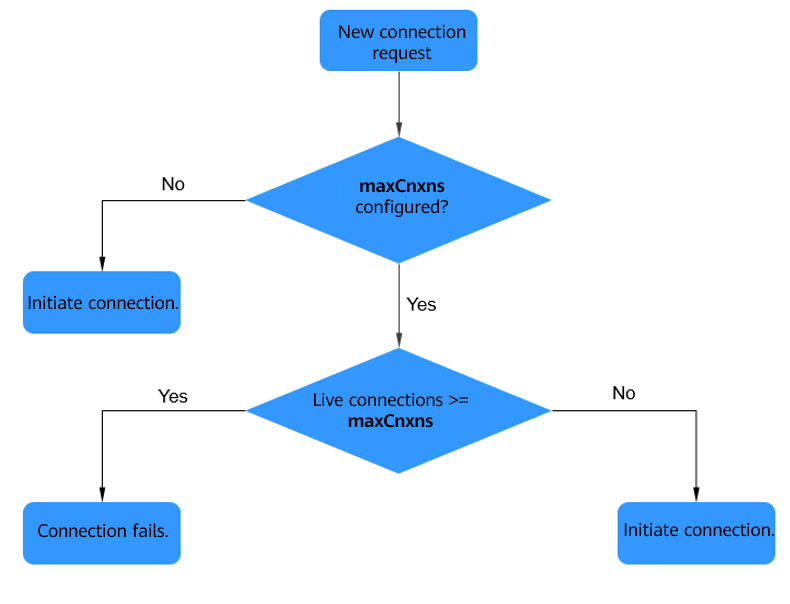 New connection
request
maxCnxns
configured?
No
Initiate connection.
Yes
Live connections >=
maxCnxns
Yes
No
Connection fails.
Initiate connection.